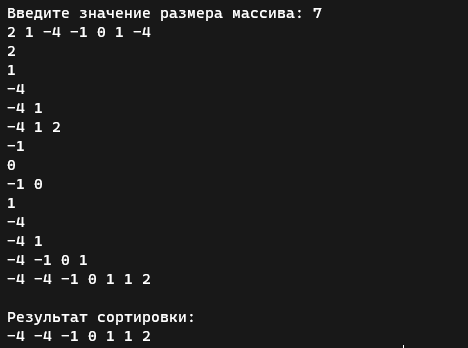 Введите значение размера массива: 7
2 1 -4 -1 0 1 -4
2
1
-4
-4 1
-4 1 2
-1
0
-1 0
1
-4
-4 1
-4 -1 0 1
-4 -4 -1 0 1 1 2
Результат сортировки:
-4 -4 -1 0 1 1 2